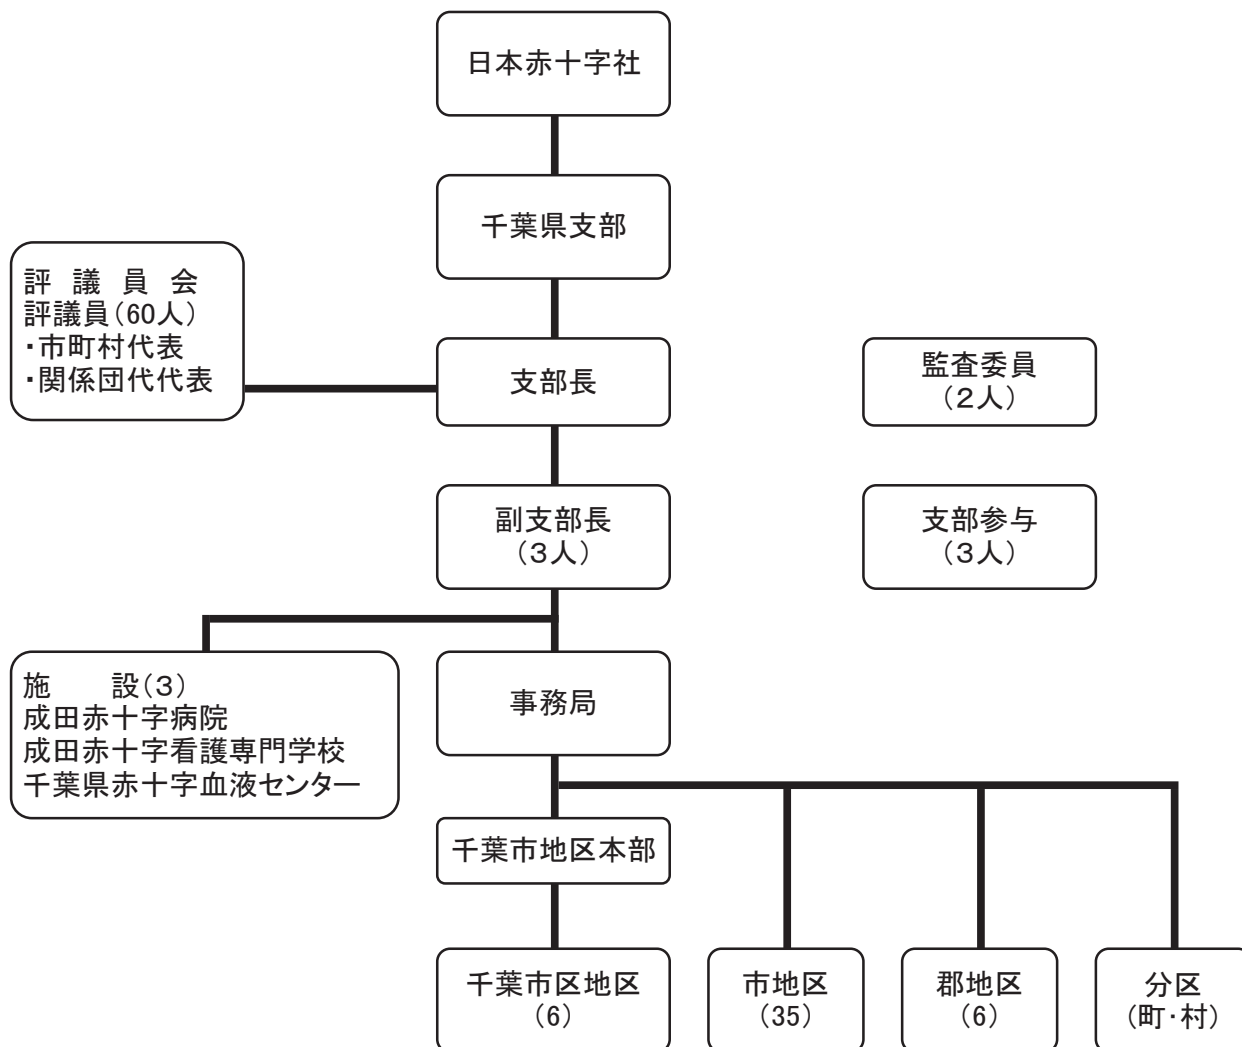 日本赤十字社
千葉県支部
評　議　員　会
評議員(60人)
・市町村代表
・関係団代代表
支部長
監査委員
(２人)
副支部長
(３人)
支部参与
(３人)
施　　設(３)
成田赤十字病院
成田赤十字看護専門学校
千葉県赤十字血液センター
事務局
千葉市地区本部
千葉市区地区
(6)
市地区
(35)
郡地区
(6)
分区
(町・村)